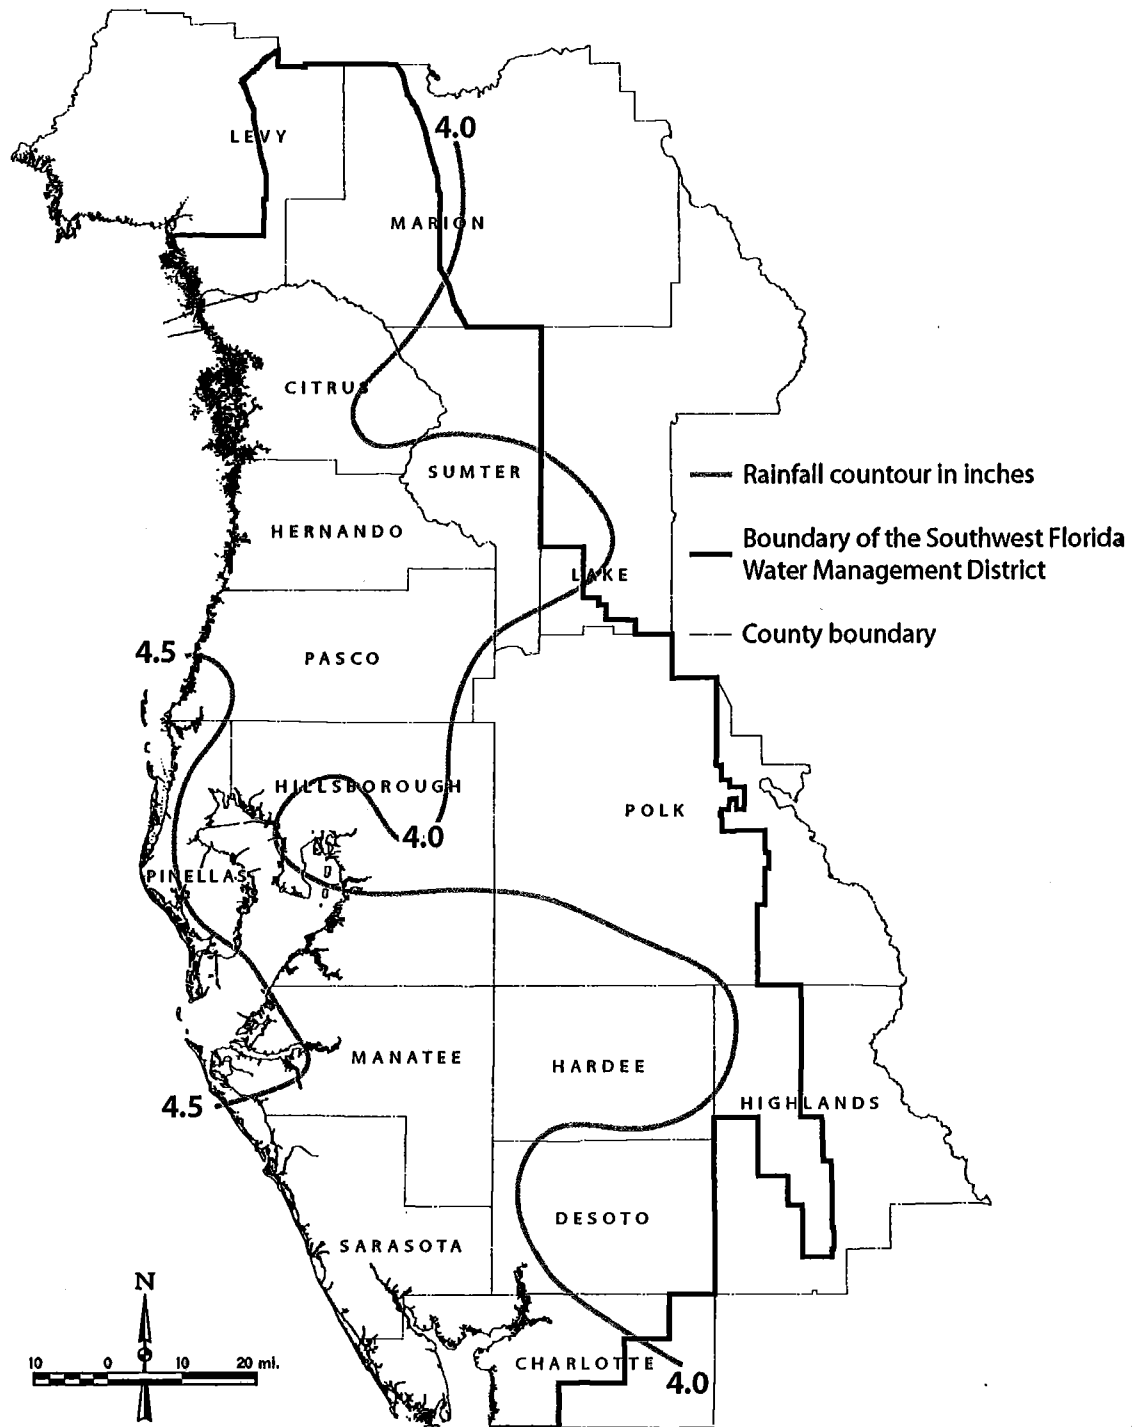 LEVY
4.0
MARION
CITRUS
SUMTER
Rainfall countour in inches
HERNANDO
Boundary of the Southwest Florida
Water Management District
LAKE
County boundary
4.5
PASCO
HILLSBOROUGH
POLK
4.0
PINELLAS
MANATEE
HARDEE
4.5
HIGHLANDS
DESOTO
SARASOTA
N
10 0 10 20 mi.
CHARLOTTE
4.0